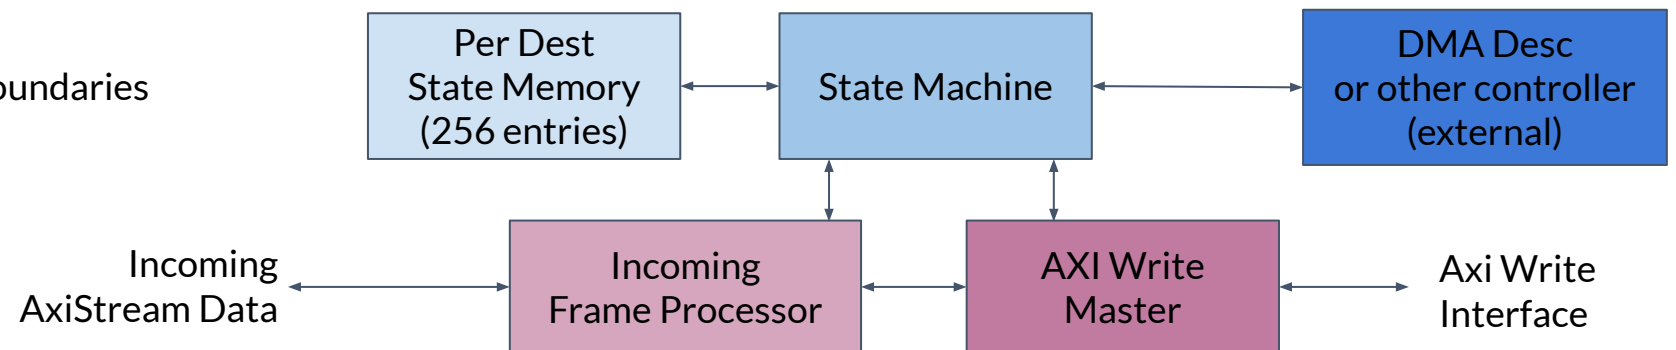 Per Dest
State Memory
(256 entries)
State Machine
DMA Desc
or other controller
(external)
Incoming
AxiStream Data
Incoming
Frame Processor
AXI Write
Master
Axi Write
Interface